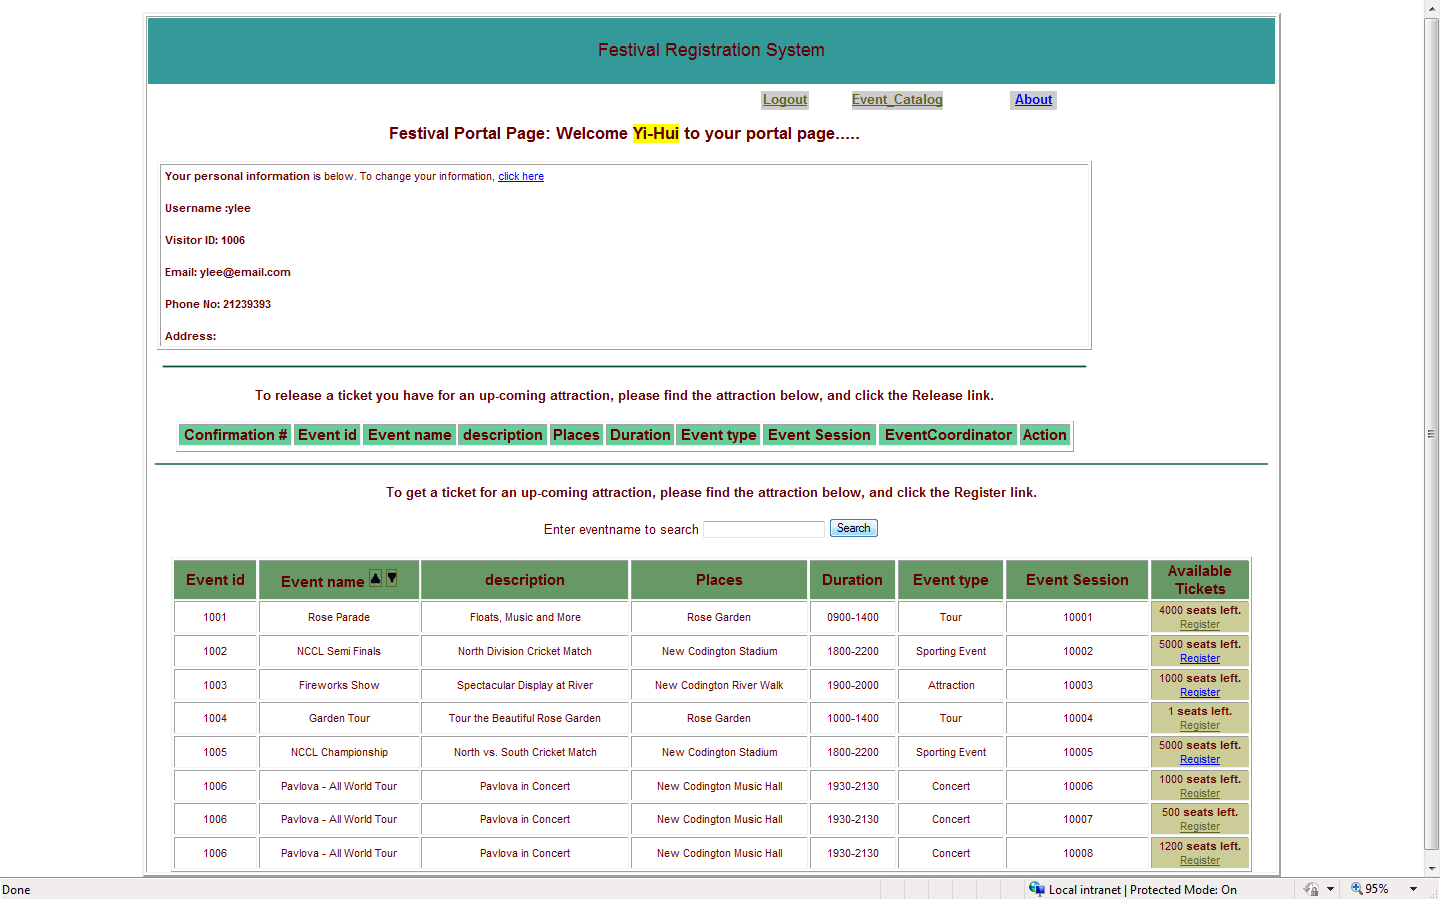 Festival Registration System
Logout Event_Catalog About
Festival Portal Page: Welcome Yi-Hui to your portal page.....
Your personal information is below. To change your information, click here
Username :ylee
Visitor ID: 1006
Email: ylee@email.com
Phone No: 21239393
Address:
To release a ticket you have for an up-coming attraction, please find the attraction below, and click the Release link.
Confirmation # Event id Event name description Places Duration Event type Event Session EventCoordinator Action
To get a ticket for an up-coming attraction, please find the attraction below, and click the Register link.
Enter eventname to search Search
Event id Event name description Places Duration Event type Event Session Available Tickets
1001 Rose Parade Floats, Music and More Rose Garden 0900-1400 Tour 10001 4000 seats left. Register
1002 NCCL Semi Finals North Division Cricket Match New Codington Stadium 1800-2200 Sporting Event 10002 5000 seats left. Register
1003 Fireworks Show Spectacular Display at River New Codington River Walk 1900-2000 Attraction 10003 1000 seats left. Register
1004 Garden Tour Tour the Beautiful Rose Garden Rose Garden 1000-1400 Tour 10004 1 seats left. Register
1005 NCCL Championship North vs. South Cricket Match New Codington Stadium 1800-2200 Sporting Event 10005 5000 seats left. Register
1006 Pavlova - All World Tour Pavlova in Concert New Codington Music Hall 1930-2130 Concert 10006 1000 seats left. Register
1006 Pavlova - All World Tour Pavlova in Concert New Codington Music Hall 1930-2130 Concert 10007 500 seats left. Register
1006 Pavlova - All World Tour Pavlova in Concert New Codington Music Hall 1930-2130 Concert 10008 1200 seats left. Register
Done Local intranet | Protected Mode: On 95%